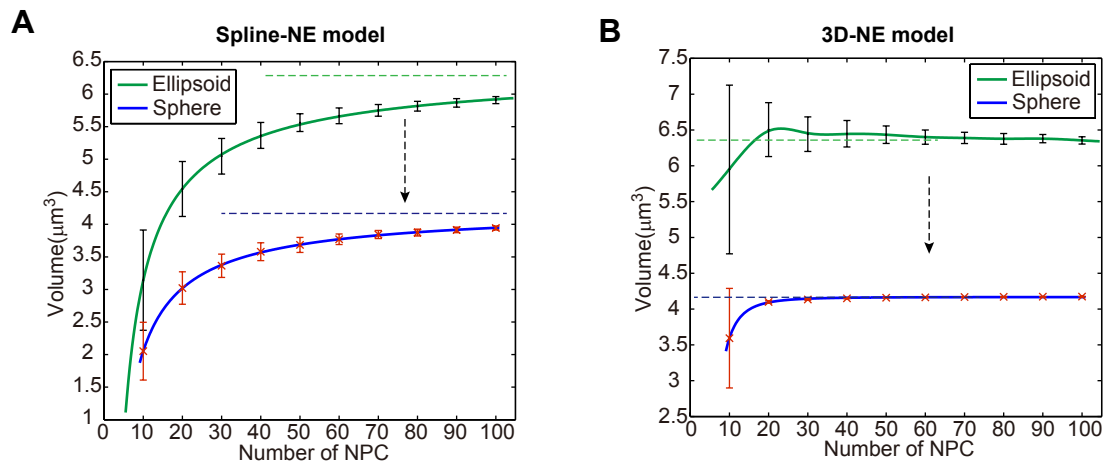 A
Spline-NE model
Ellipsoid
Sphere
Volume(μm³)
6.5
6
5.5
5
4.5
4
3.5
3
2.5
2
1.5
1
0 10 20 30 40 50 60 70 80 90 100
Number of NPC
B
3D-NE model
Ellipsoid
Sphere
Volume(μm³)
7.5
7
6.5
6
5.5
5
4.5
4
3.5
3
2.5
0 10 20 30 40 50 60 70 80 90 100
Number of NPC